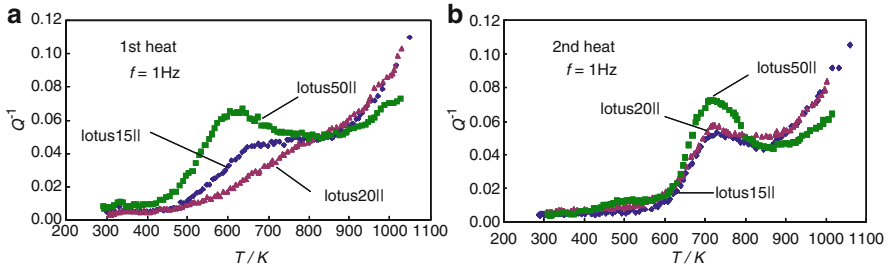 a
0.12
0.10
0.08
0.06
0.04
0.02
0.00
Q⁻¹
1st heat
f = 1Hz
lotus50||
lotus15||
lotus20||
200 300 400 500 600 700 800 900 1000 1100
T / K
b
0.12
0.10
0.08
0.06
0.04
0.02
0.00
Q⁻¹
2nd heat
f = 1Hz
lotus50||
lotus20||
lotus15||
200 300 400 500 600 700 800 900 1000 1100
T / K